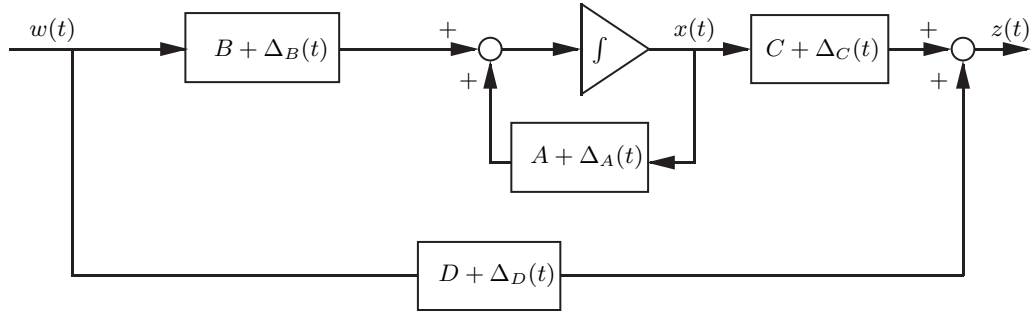 w(t)
B + Δ_B(t)
+
+
∫
x(t)
C + Δ_C(t)
+
+
z(t)
A + Δ_A(t)
D + Δ_D(t)